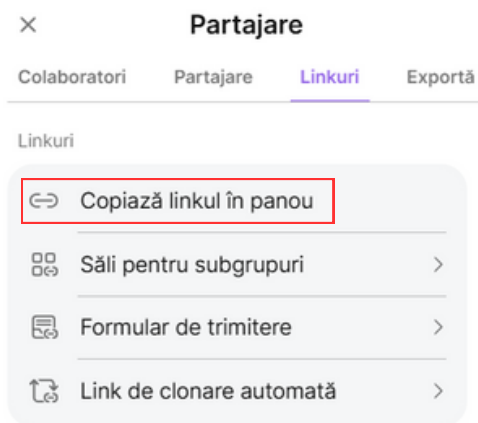 Partajare
Colaboratori Partajare Linkuri Exportă
Linkuri
Copiază linkul în panou
Săli pentru subgrupuri
Formular de trimitere
Link de clonare automată